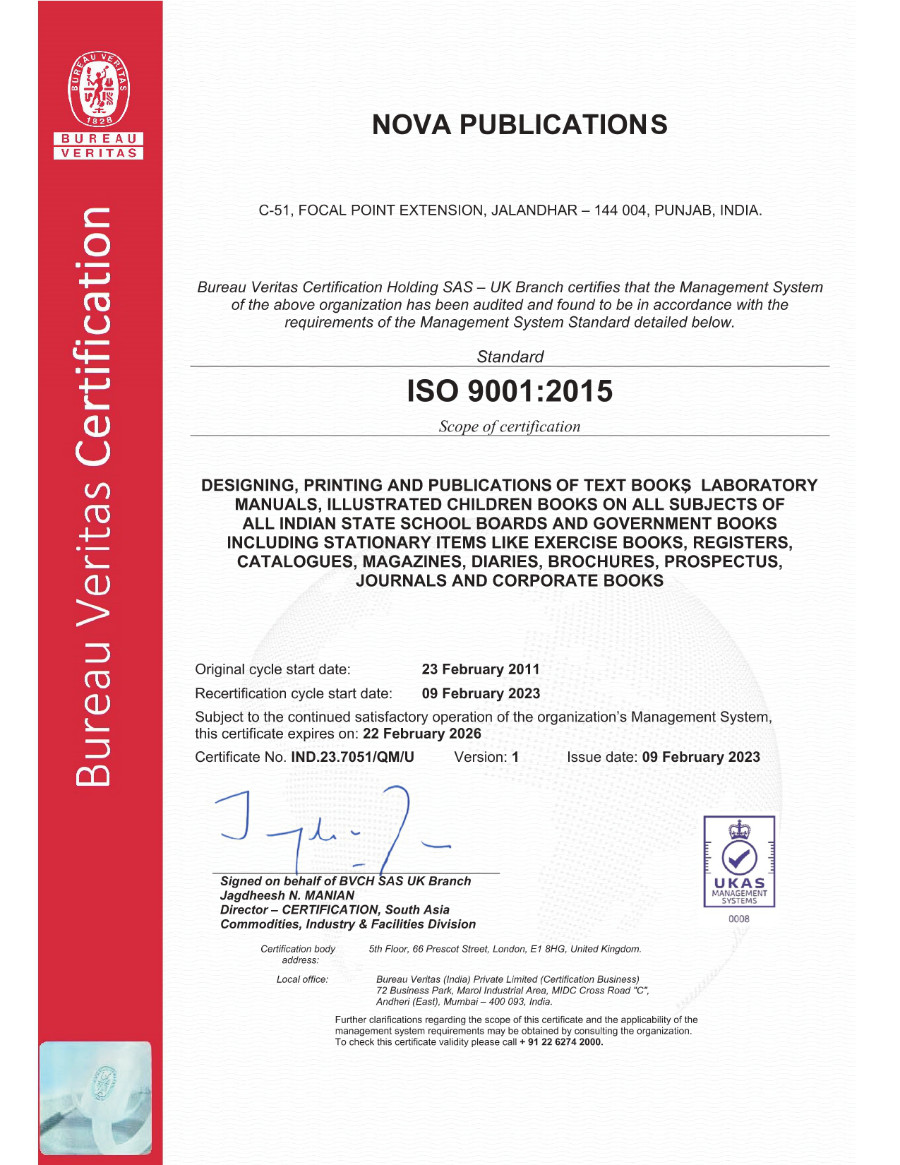 BUREAU VERITAS
1828
BUREAU
VERITAS
Bureau Veritas Certification
NOVA PUBLICATIONS
C-51, FOCAL POINT EXTENSION, JALANDHAR – 144 004, PUNJAB, INDIA.
Bureau Veritas Certification Holding SAS – UK Branch certifies that the Management System
of the above organization has been audited and found to be in accordance with the
requirements of the Management System Standard detailed below.
Standard
ISO 9001:2015
Scope of certification
DESIGNING, PRINTING AND PUBLICATIONS OF TEXT BOOKS, LABORATORY
MANUALS, ILLUSTRATED CHILDREN BOOKS ON ALL SUBJECTS OF
ALL INDIAN STATE SCHOOL BOARDS AND GOVERNMENT BOOKS
INCLUDING STATIONARY ITEMS LIKE EXERCISE BOOKS, REGISTERS,
CATALOGUES, MAGAZINES, DIARIES, BROCHURES, PROSPECTUS,
JOURNALS AND CORPORATE BOOKS
Original cycle start date: 23 February 2011
Recertification cycle start date: 09 February 2023
Subject to the continued satisfactory operation of the organization's Management System,
this certificate expires on: 22 February 2026
Certificate No. IND.23.7051/QM/U Version: 1 Issue date: 09 February 2023
Signed on behalf of BVCH SAS UK Branch
Jagdheesh N. MANIAN
Director – CERTIFICATION, South Asia
Commodities, Industry & Facilities Division
UKAS
MANAGEMENT
SYSTEMS
0008
Certification body address: 5th Floor, 66 Prescot Street, London, E1 8HG, United Kingdom.
Local office: Bureau Veritas (India) Private Limited (Certification Business)
72 Business Park, Marol Industrial Area, MIDC Cross Road "C",
Andheri (East), Mumbai – 400 093, India.
Further clarifications regarding the scope of this certificate and the applicability of the
management system requirements may be obtained by consulting the organization.
To check this certificate validity please call + 91 22 6274 2000.